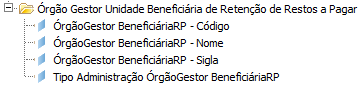 Órgão Gestor Unidade Beneficiária de Retenção de Restos a Pagar
ÓrgãoGestor BeneficiáriaRP - Código
ÓrgãoGestor BeneficiáriaRP - Nome
ÓrgãoGestor BeneficiáriaRP - Sigla
Tipo Administração ÓrgãoGestor BeneficiáriaRP